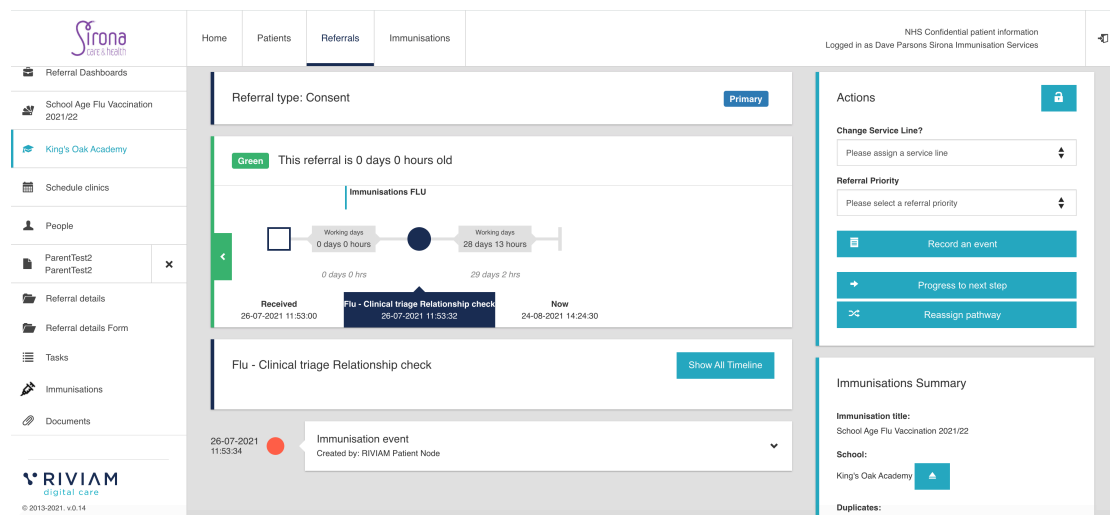 Sirona
care & health
Home
Patients
Referrals
Immunisations
NHS Confidential patient information
Logged in as Dave Parsons Sirona Immunisation Services
Referral Dashboards
School Age Flu Vaccination
2021/22
King's Oak Academy
Schedule clinics
People
ParentTest2
ParentTest2
Referral details
Referral details Form
Tasks
Immunisations
Documents
RIVIAM
digital care
© 2013-2021. v.0.14
Referral type: Consent
Primary
Green
This referral is 0 days 0 hours old
Immunisations FLU
Working days
0 days 0 hours
Working days
28 days 13 hours
0 days 0 hrs
29 days 2 hrs
Received
26-07-2021 11:53:00
Flu - Clinical triage Relationship check
26-07-2021 11:53:32
Now
24-08-2021 14:24:30
Flu - Clinical triage Relationship check
Show All Timeline
26-07-2021
11:53:34
Immunisation event
Created by: RIVIAM Patient Node
Actions
Change Service Line?
Please assign a service line
Referral Priority
Please select a referral priority
Record an event
Progress to next step
Reassign pathway
Immunisations Summary
Immunisation title:
School Age Flu Vaccination 2021/22
School:
King's Oak Academy
Duplicates: